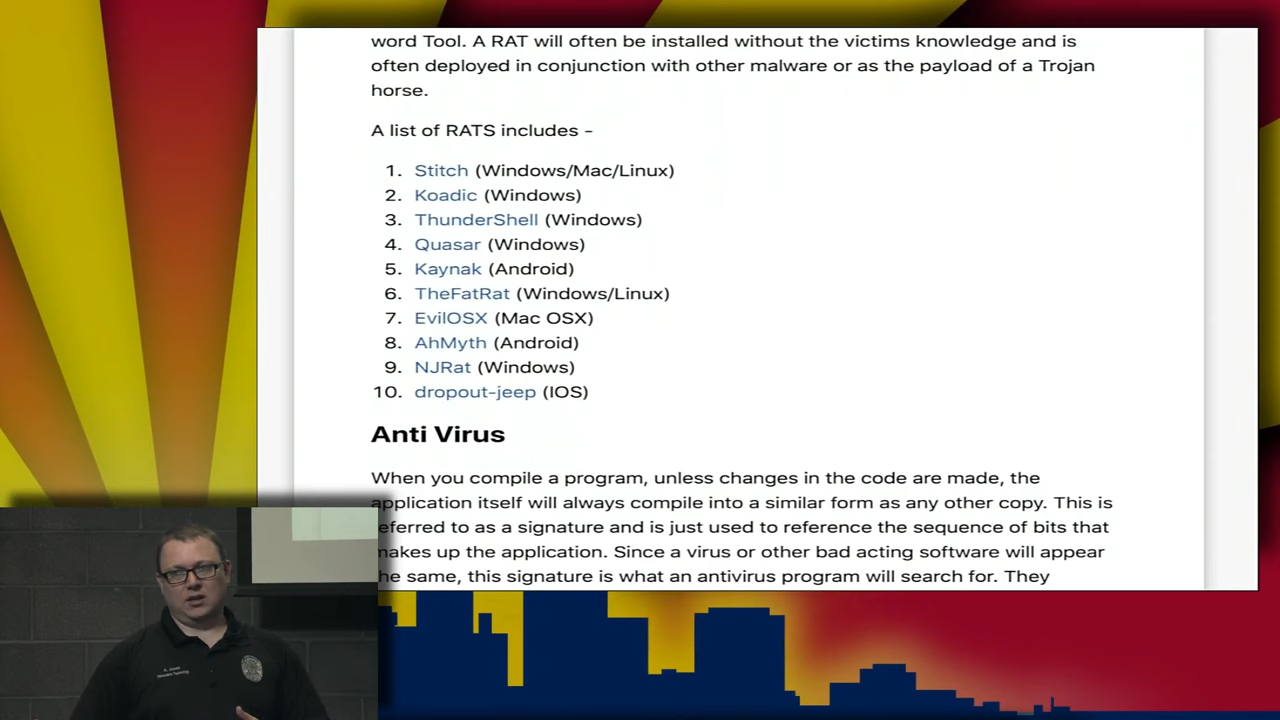 word Tool. A RAT will often be installed without the victims knowledge and is
often deployed in conjunction with other malware or as the payload of a Trojan
horse.
A list of RATS includes -
1. Stitch (Windows/Mac/Linux)
2. Koadic (Windows)
3. ThunderShell (Windows)
4. Quasar (Windows)
5. Kaynak (Android)
6. TheFatRat (Windows/Linux)
7. EvilOSX (Mac OSX)
8. AhMyth (Android)
9. NJRat (Windows)
10. dropout-jeep (IOS)
Anti Virus
When you compile a program, unless changes in the code are made, the
application itself will always compile into a similar form as any other copy. This is
referred to as a signature and is just used to reference the sequence of bits that
makes up the application. Since a virus or other bad acting software will appear
the same, this signature is what an antivirus program will search for. They
A. Jones